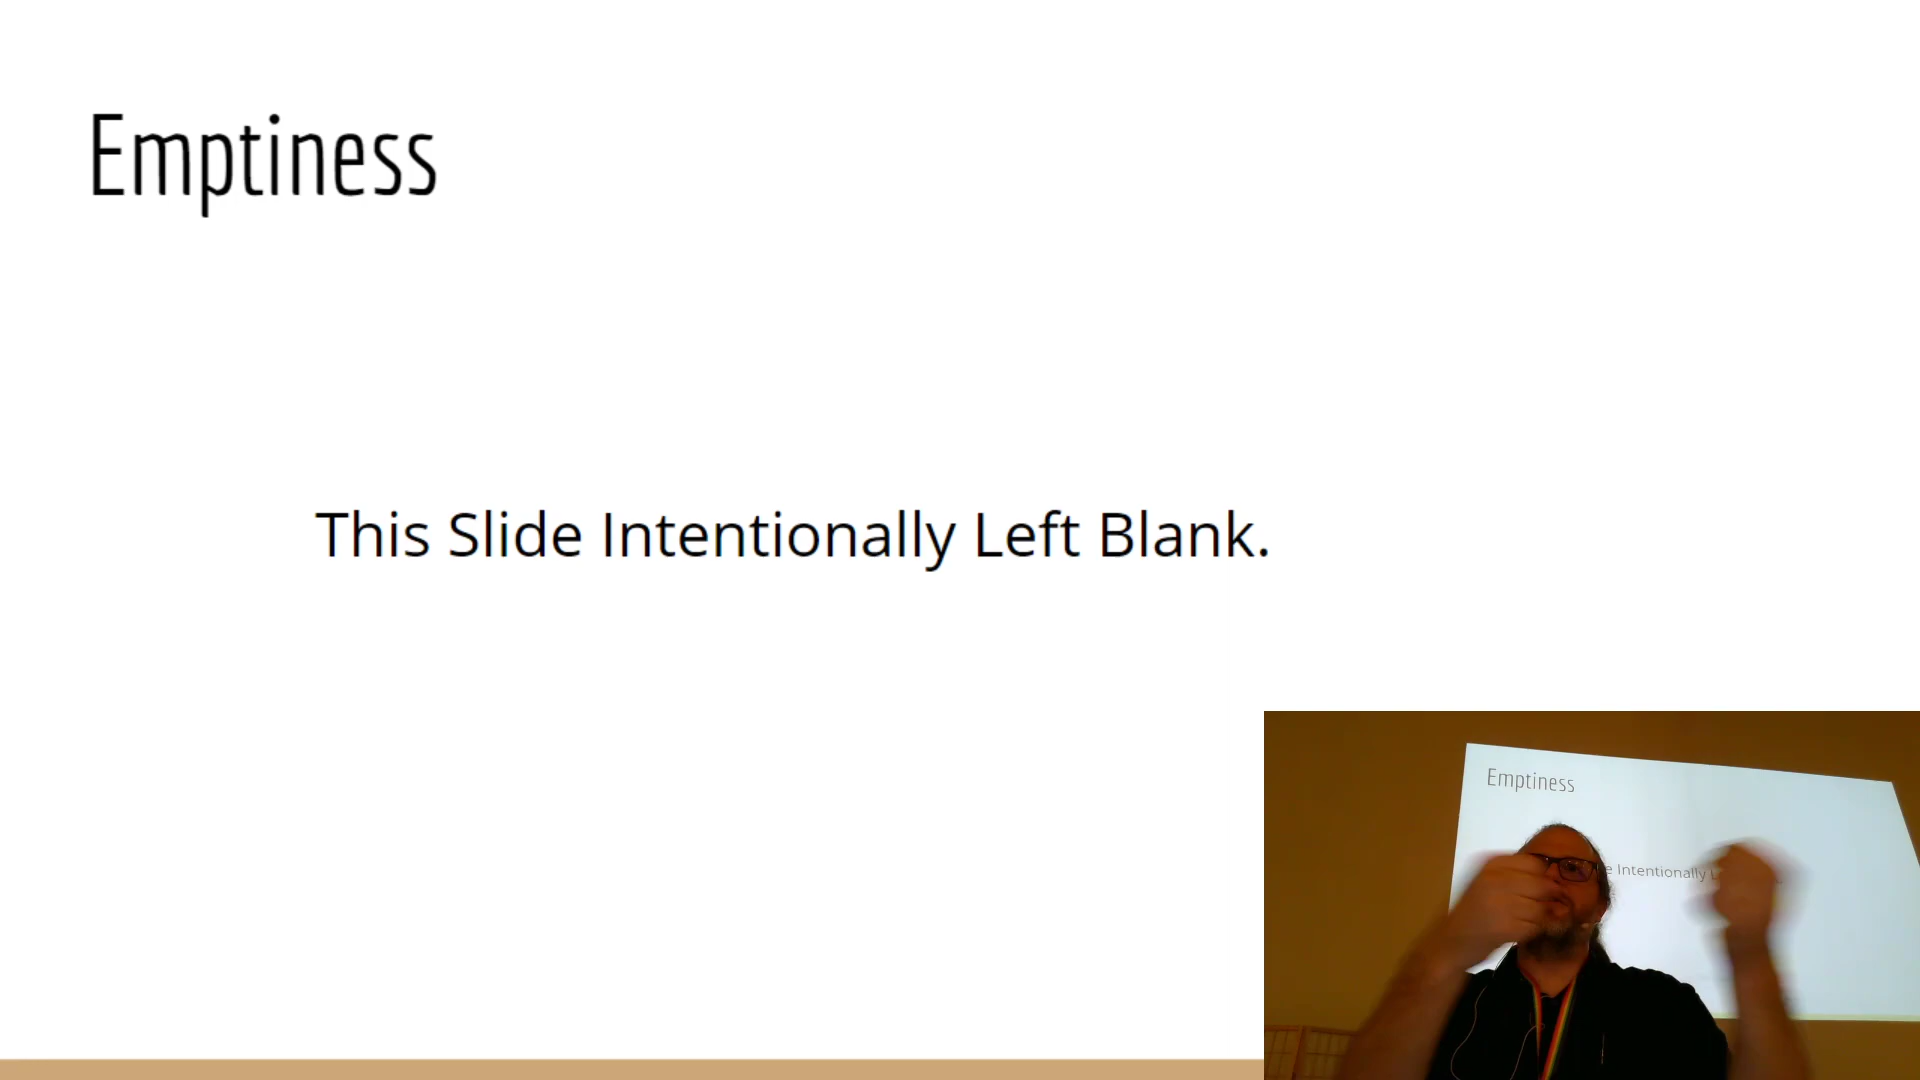 Emptiness
This Slide Intentionally Left Blank.
Emptiness
Intentionally